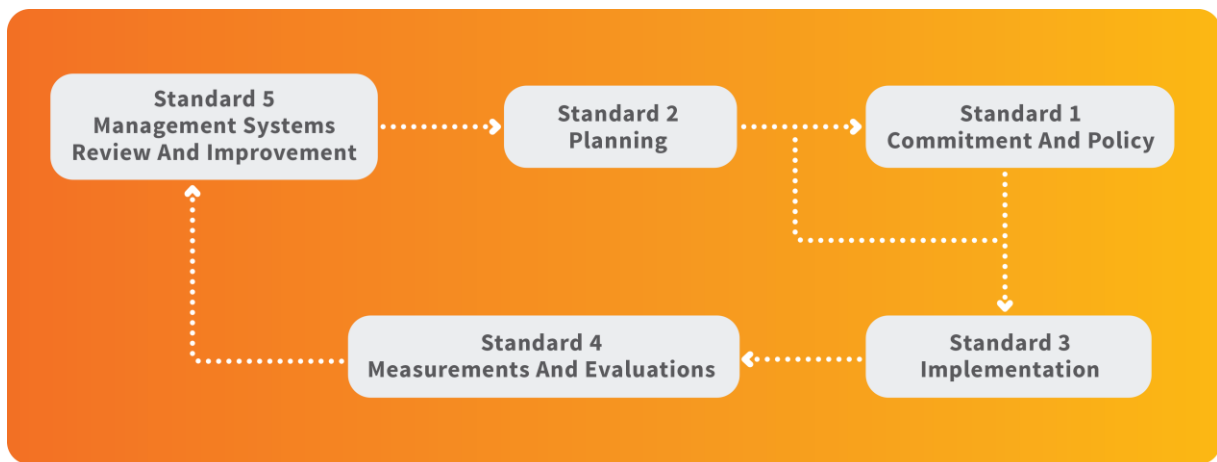 Standard 5
Management Systems
Review And Improvement
Standard 2
Planning
Standard 1
Commitment And Policy
Standard 4
Measurements And Evaluations
Standard 3
Implementation